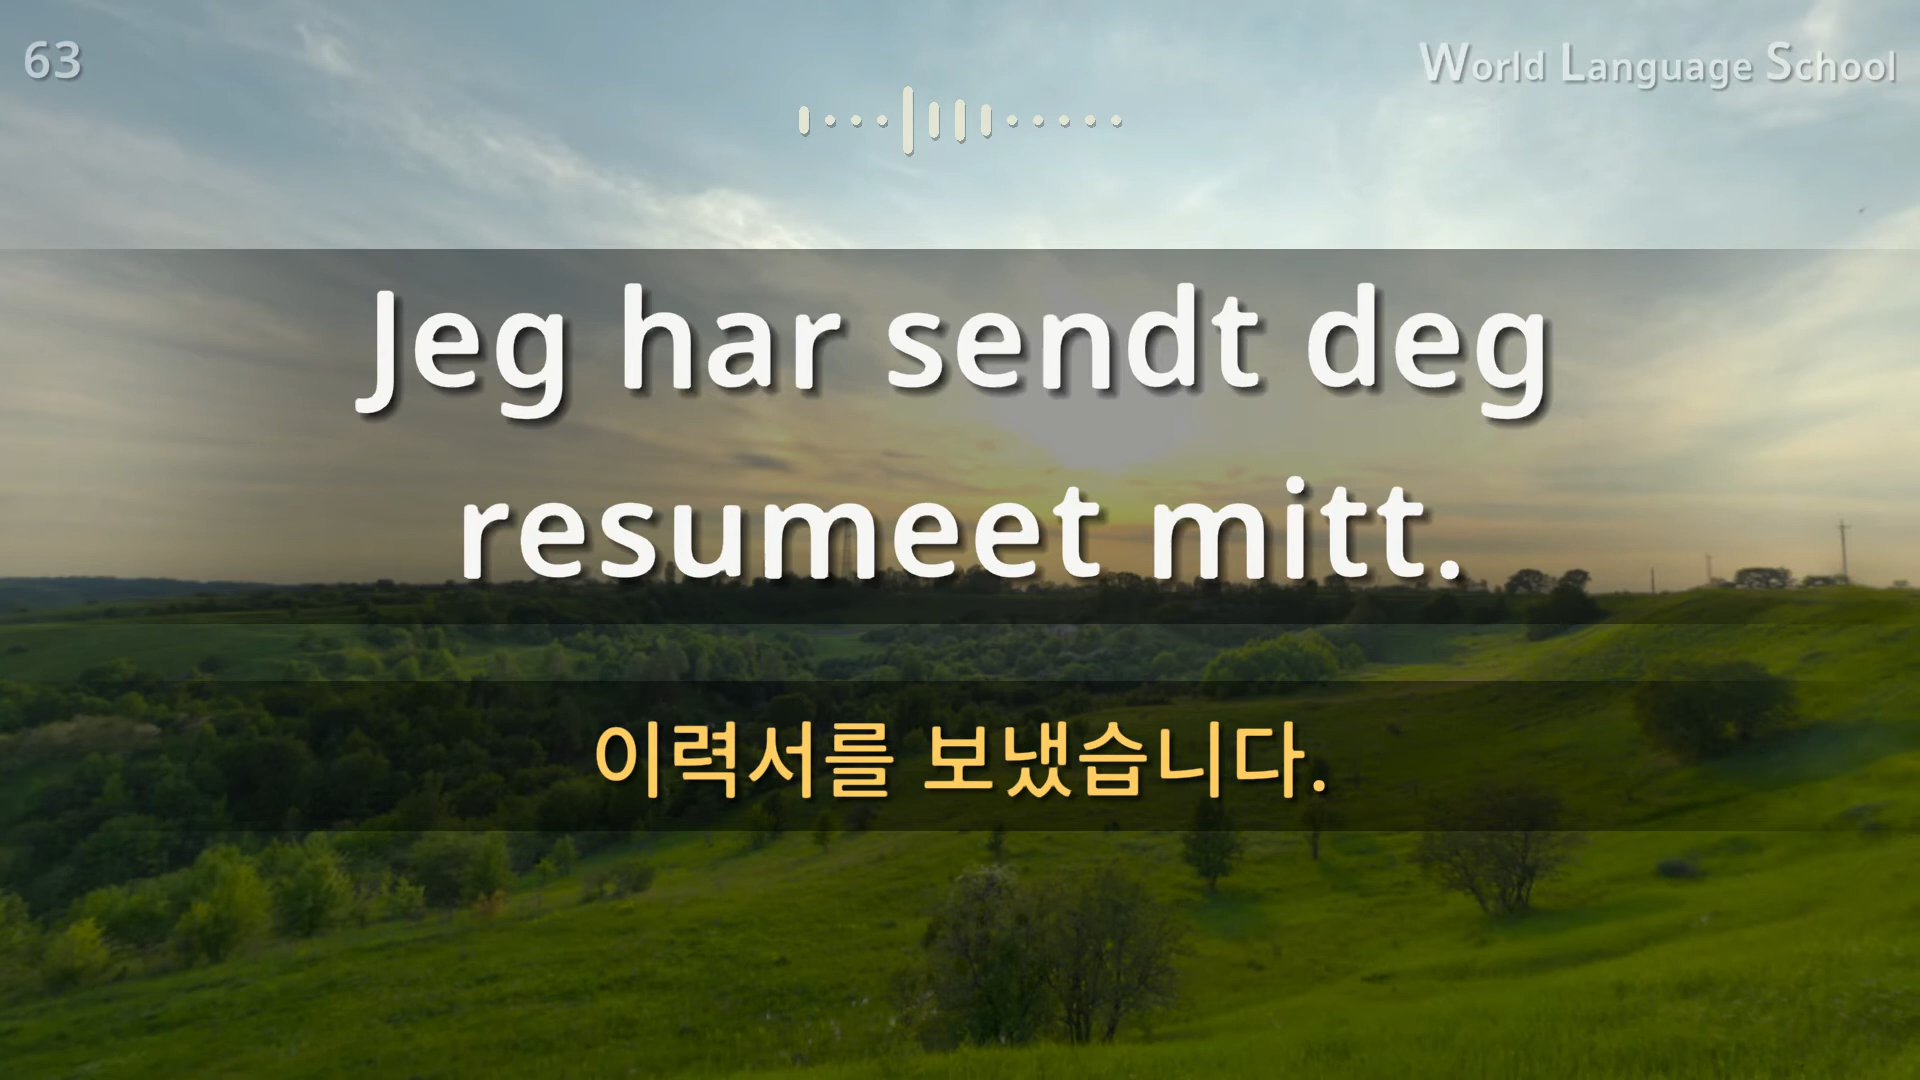 63
World Language School
Jeg har sendt deg
resumeet mitt.
이력서를 보냈습니다.